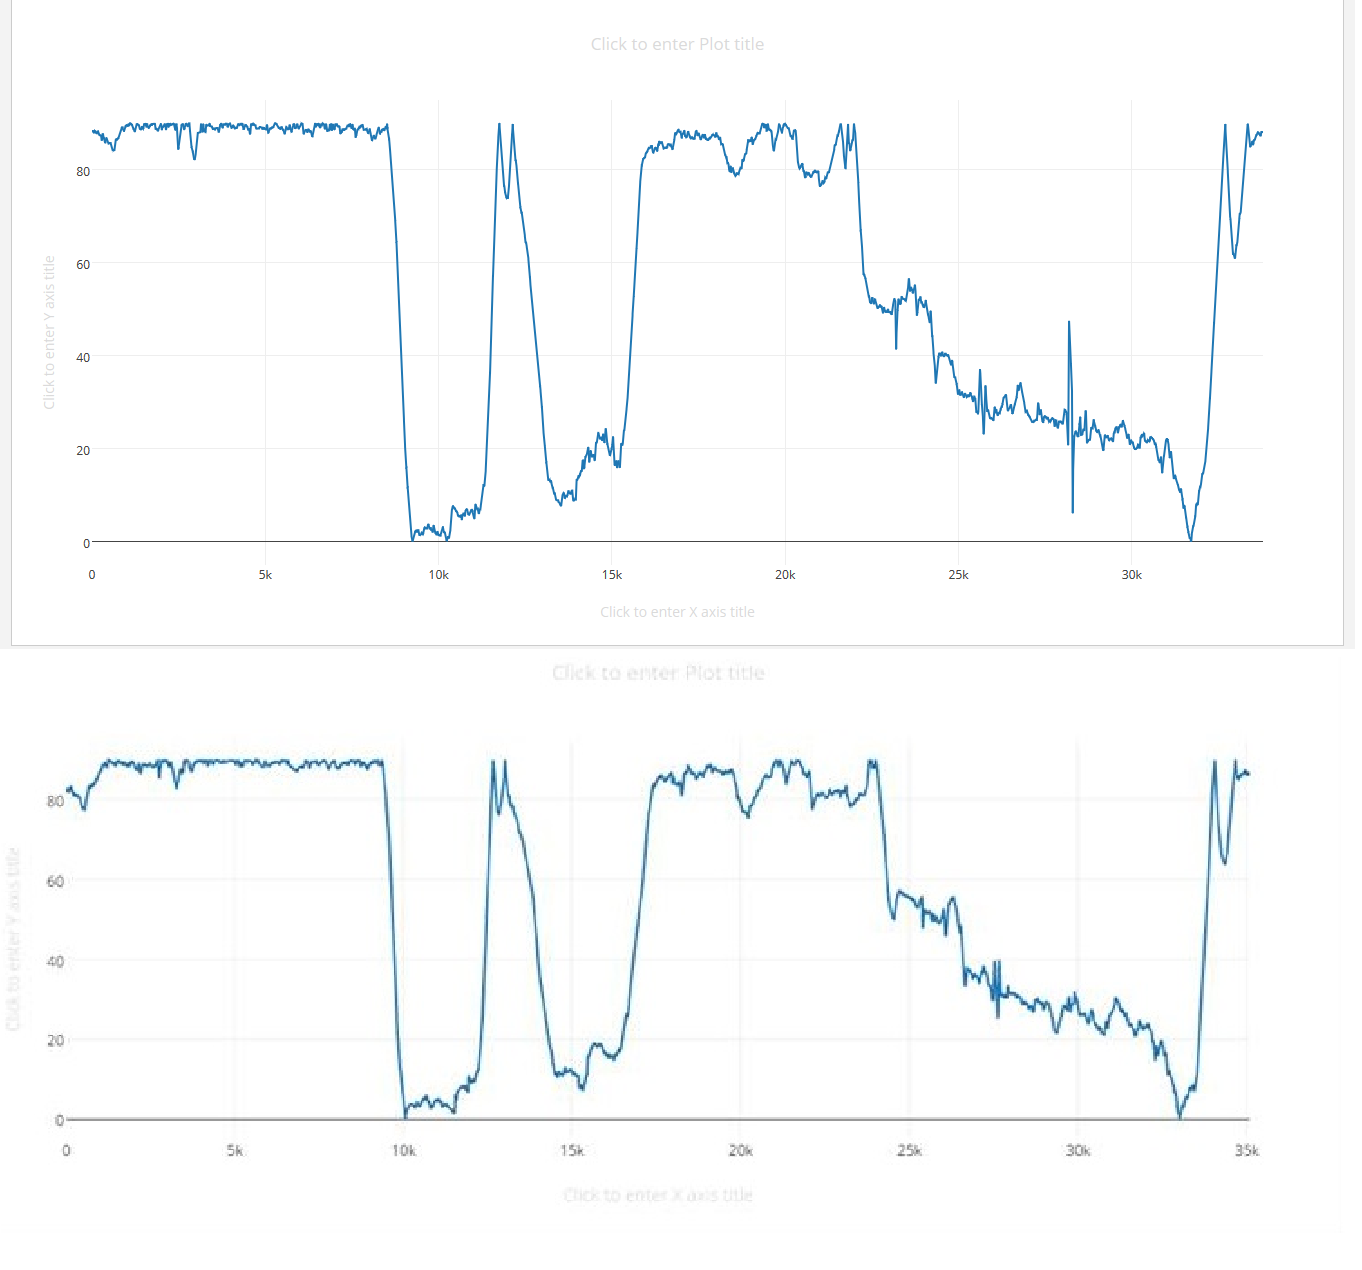 Click to enter Plot title
Click to enter Y axis title
80
60
40
20
0
0 5k 10k 15k 20k 25k 30k
Click to enter X axis title
Click to enter Plot title
Click to enter Y axis title
80
60
40
20
0
0 5k 10k 15k 20k 25k 30k 35k
Click to enter X axis title